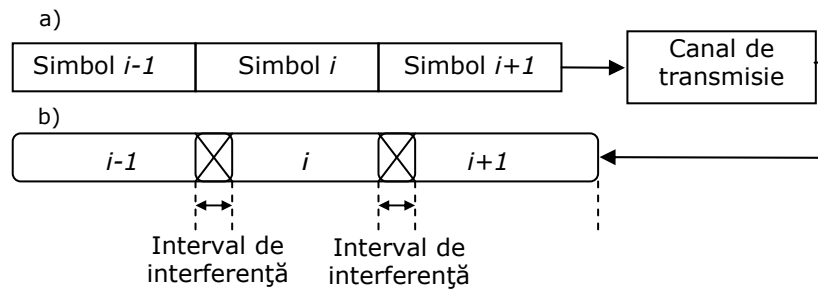 a)
Simbol i-1 Simbol i Simbol i+1
Canal de
transmisie
b)
i-1 i i+1
Interval de
interferenţă
Interval de
interferenţă